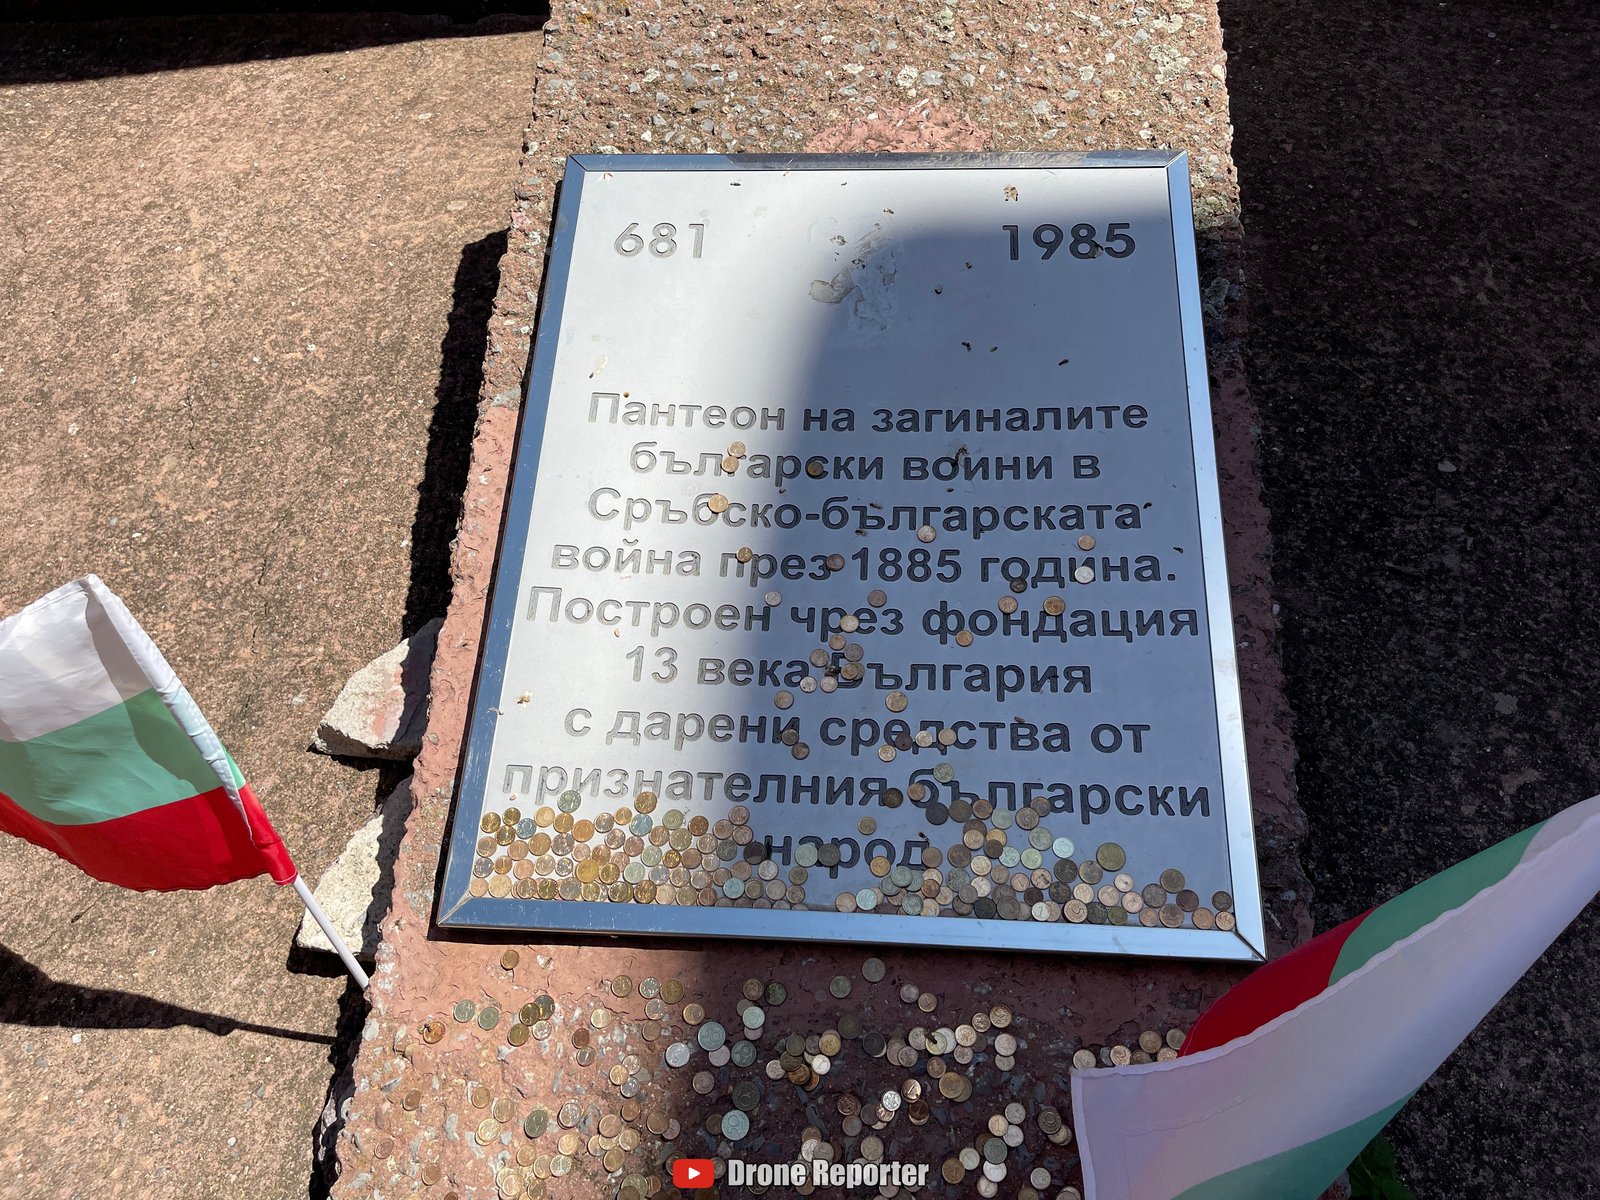 681 1985
Пантеон на загиналите
български воини в
Сръбско-българската
война през 1885 година.
Построен чрез фондация
13 века България
с дарени средства от
признателния български
народ
Drone Reporter